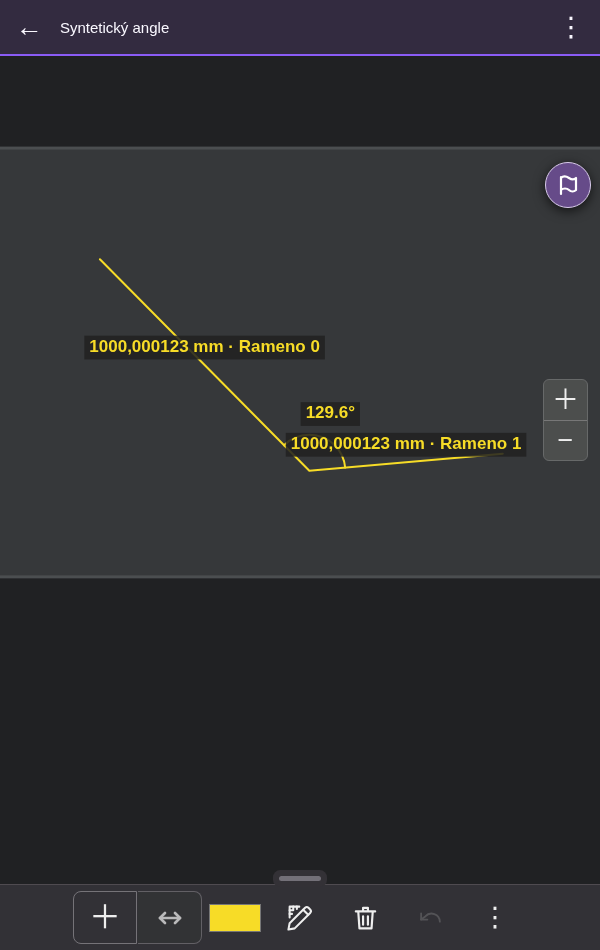 Syntetický angle
1000,000123 mm · Rameno 0
129.6°
1000,000123 mm · Rameno 1